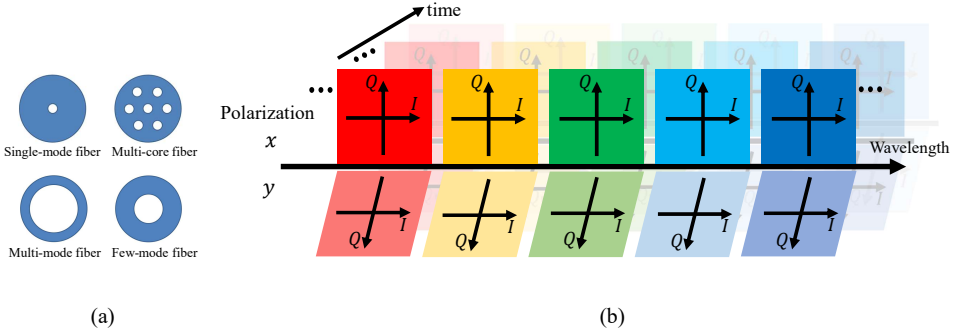 time
Polarization
x
y
Q
I
Q
I
Q
I
Q
I
Q
I
Wavelength
Q
I
Q
I
Q
I
Q
I
Q
I
Single-mode fiber
Multi-core fiber
Multi-mode fiber
Few-mode fiber
(a)
(b)